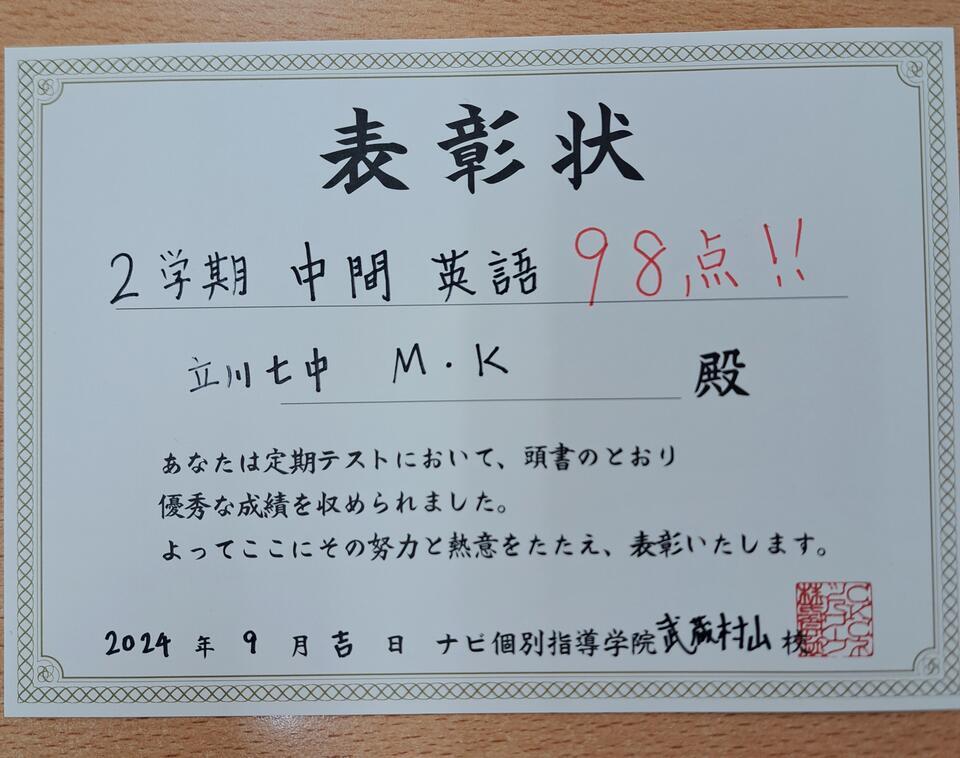 表彰状
2学期 中間 英語 98点!!
立川七中 M・K 殿
あなたは定期テストにおいて、頭書のとおり
優秀な成績を収められました。
よってここにその努力と熱意をたたえ、表彰いたします。
2024 年 9 月 吉 日 ナビ個別指導学院 武蔵村山 校